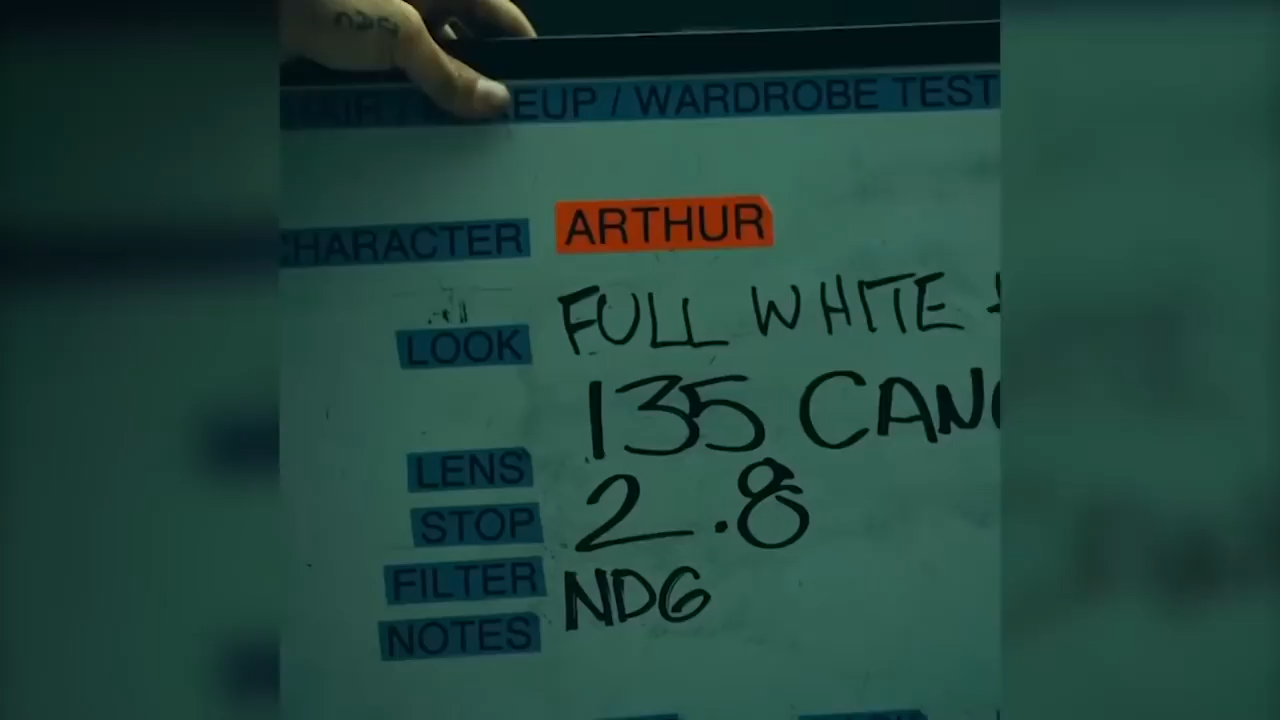 EUP / WARDROBE TEST
CHARACTER ARTHUR
LOOK FULL WHITE
135 CAN
LENS
STOP 2.8
FILTER ND6
NOTES